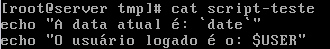 [root@server tmp]# cat script-teste
echo "A data atual é: `date`"
echo "O usuário logado é o: $USER"